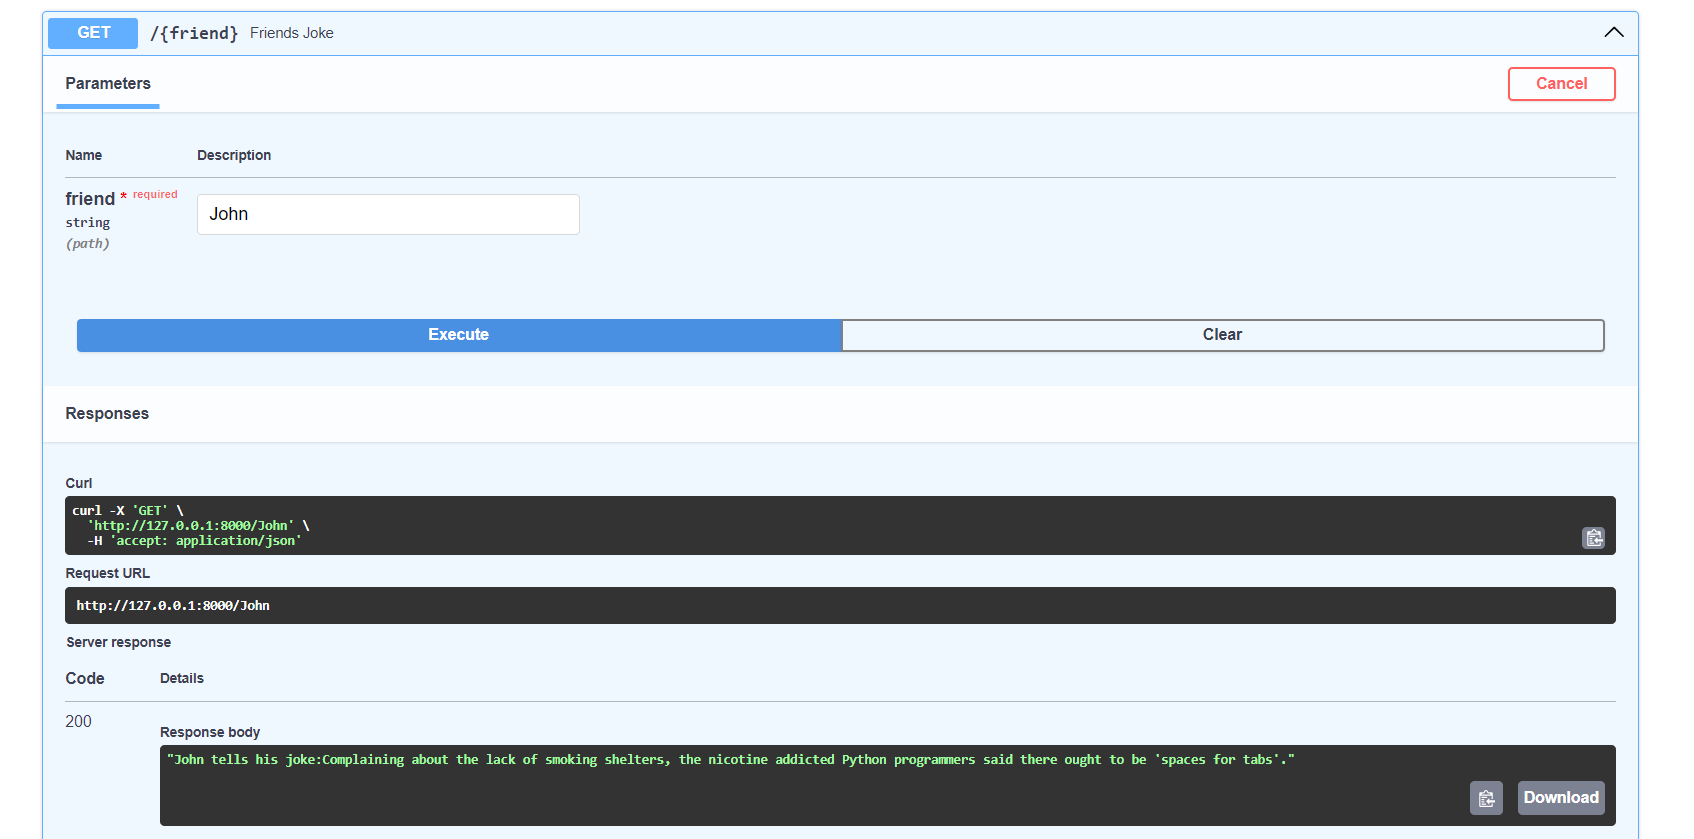 GET /{friend} Friends Joke
Parameters Cancel
Name Description
friend * required John
string
(path)
Execute Clear
Responses
Curl
curl -X 'GET' \
'http://127.0.0.1:8000/John' \
-H 'accept: application/json'
Request URL
http://127.0.0.1:8000/John
Server response
Code Details
200
Response body
"John tells his joke:Complaining about the lack of smoking shelters, the nicotine addicted Python programmers said there ought to be 'spaces for tabs'."
Download